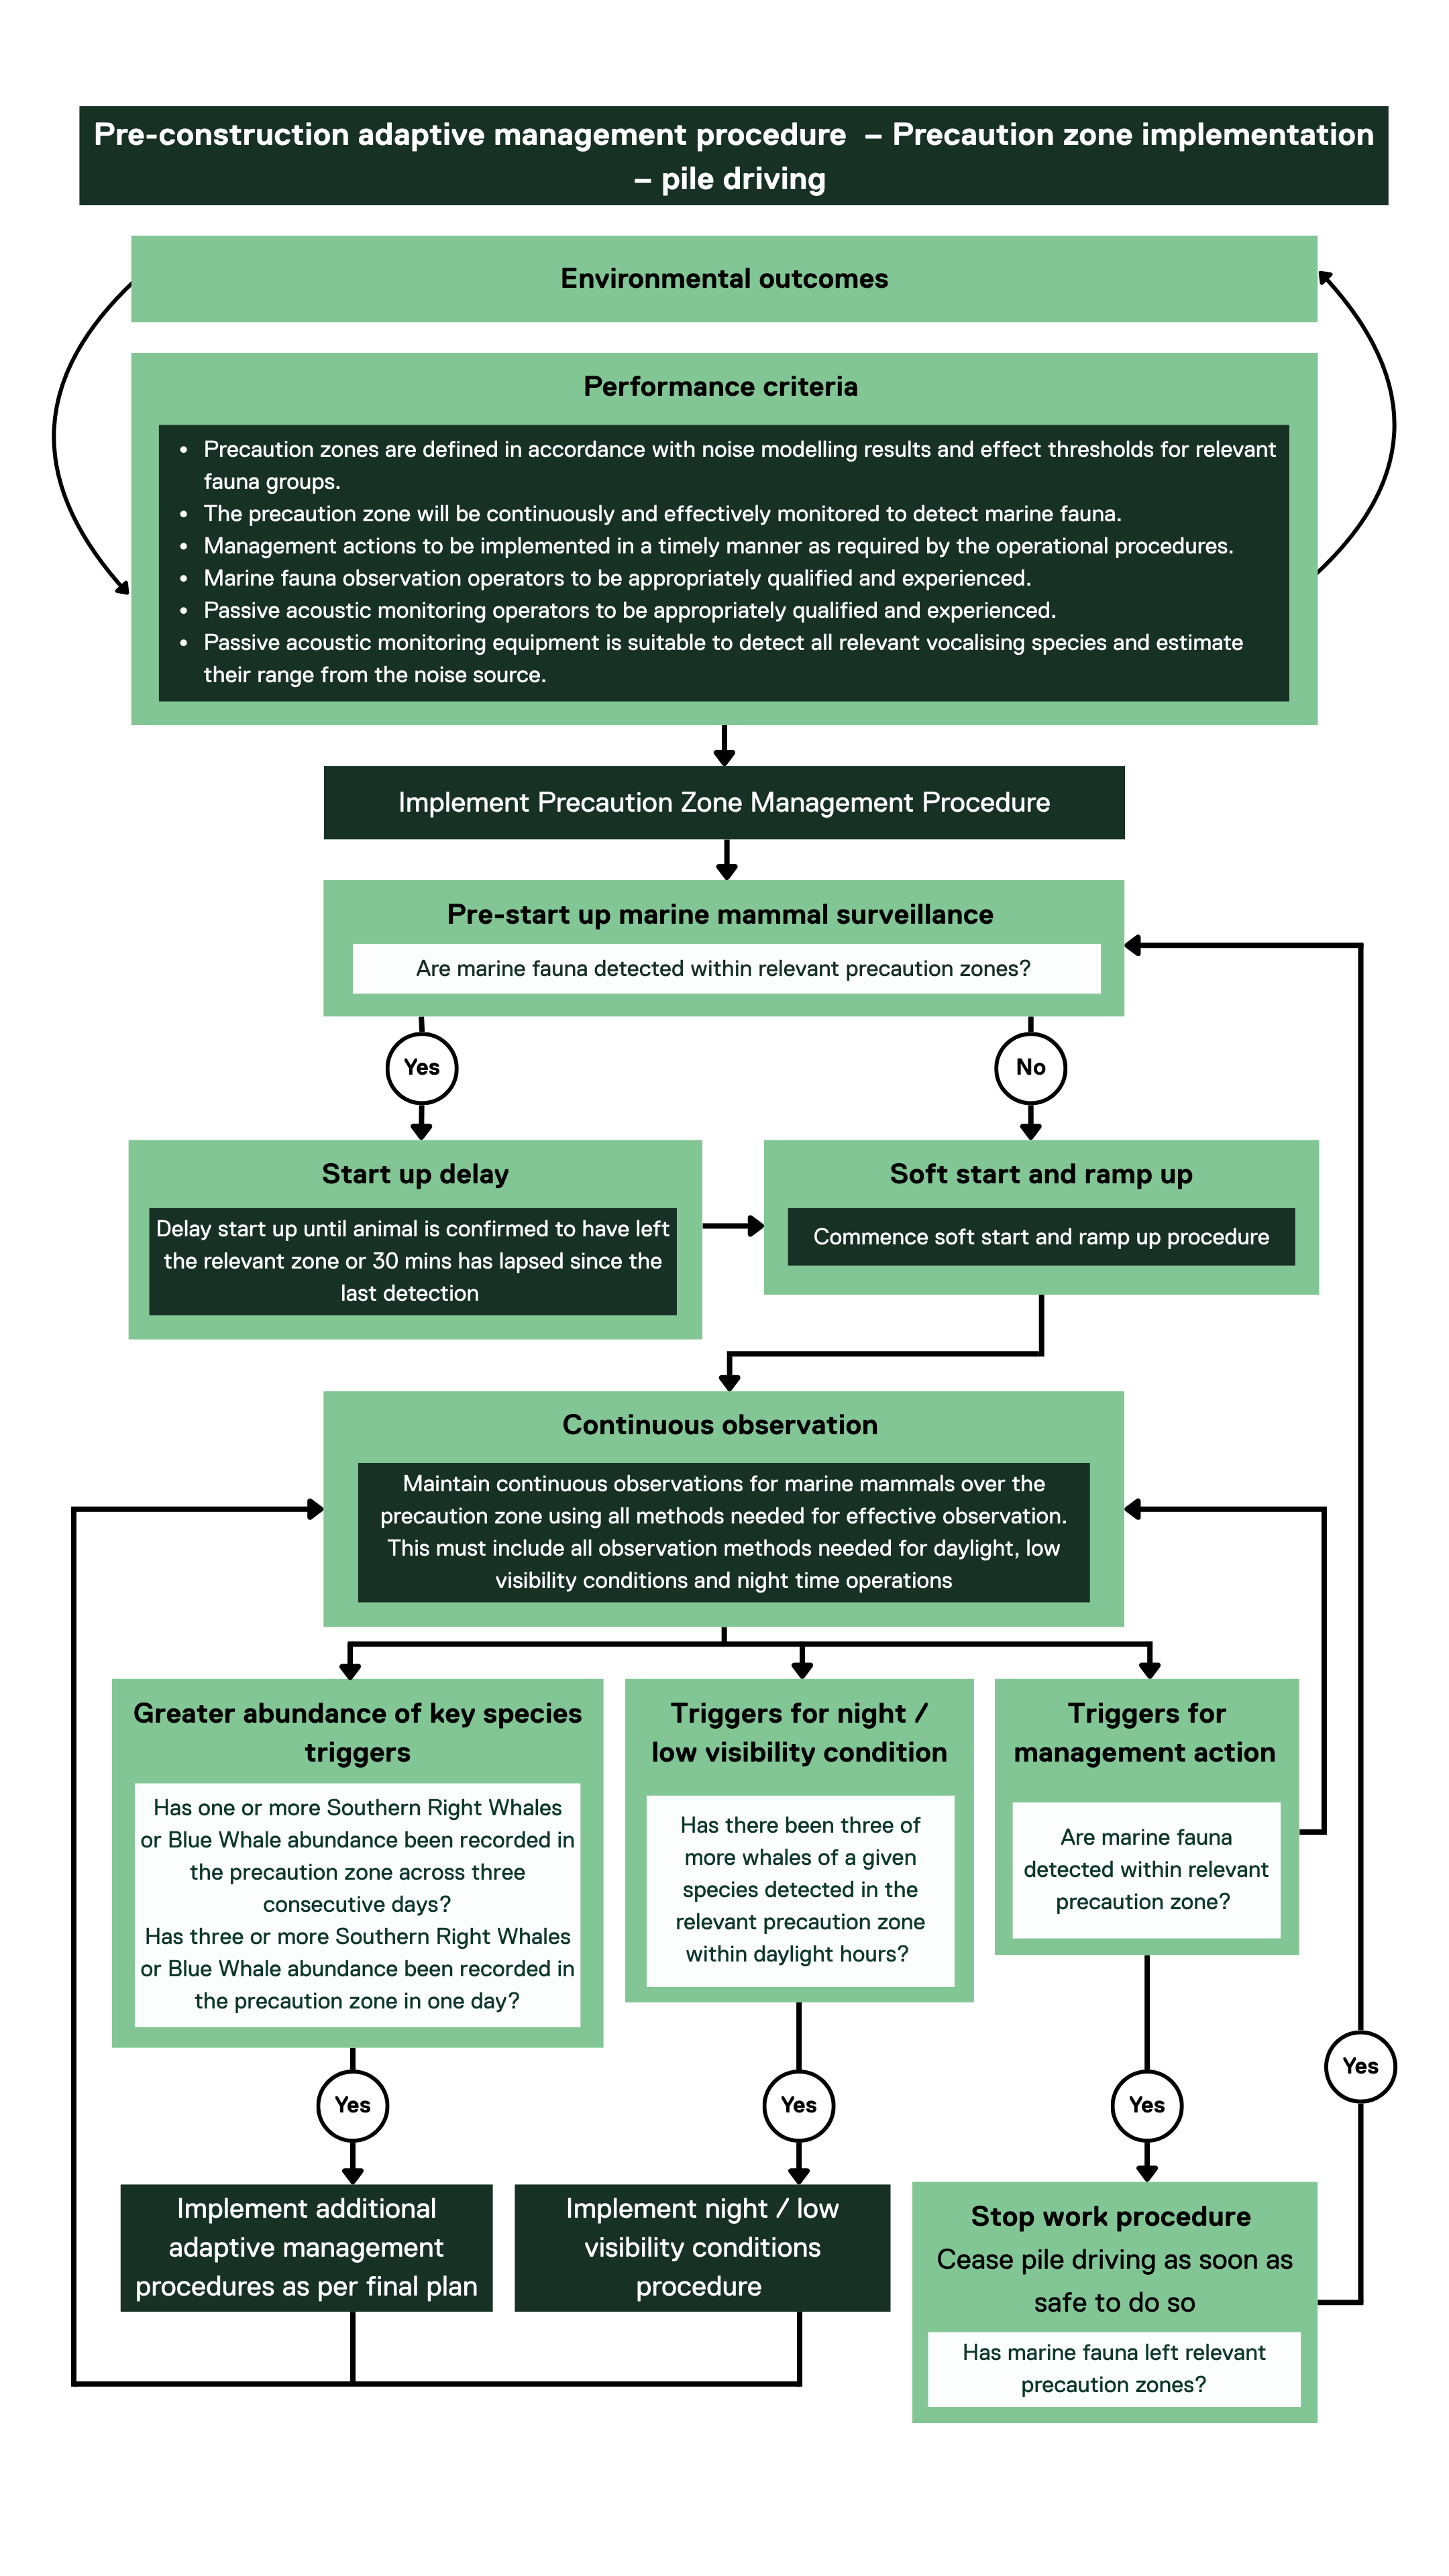 Pre-construction adaptive management procedure – Precaution zone implementation
– pile driving
Environmental outcomes
Performance criteria
• Precaution zones are defined in accordance with noise modelling results and effect thresholds for relevant
fauna groups.
• The precaution zone will be continuously and effectively monitored to detect marine fauna.
• Management actions to be implemented in a timely manner as required by the operational procedures.
• Marine fauna observation operators to be appropriately qualified and experienced.
• Passive acoustic monitoring operators to be appropriately qualified and experienced.
• Passive acoustic monitoring equipment is suitable to detect all relevant vocalising species and estimate
their range from the noise source.
Implement Precaution Zone Management Procedure
Pre-start up marine mammal surveillance
Are marine fauna detected within relevant precaution zones?
Yes
No
Start up delay
Delay start up until animal is confirmed to have left
the relevant zone or 30 mins has lapsed since the
last detection
Soft start and ramp up
Commence soft start and ramp up procedure
Continuous observation
Maintain continuous observations for marine mammals over the
precaution zone using all methods needed for effective observation.
This must include all observation methods needed for daylight, low
visibility conditions and night time operations
Greater abundance of key species
triggers
Has one or more Southern Right Whales
or Blue Whale abundance been recorded in
the precaution zone across three
consecutive days?
Has three or more Southern Right Whales
or Blue Whale abundance been recorded in
the precaution zone in one day?
Triggers for night /
low visibility condition
Has there been three of
more whales of a given
species detected in the
relevant precaution zone
within daylight hours?
Triggers for
management action
Are marine fauna
detected within relevant
precaution zone?
Yes
Yes
Yes
Yes
Implement additional
adaptive management
procedures as per final plan
Implement night / low
visibility conditions
procedure
Stop work procedure
Cease pile driving as soon as
safe to do so
Has marine fauna left relevant
precaution zones?